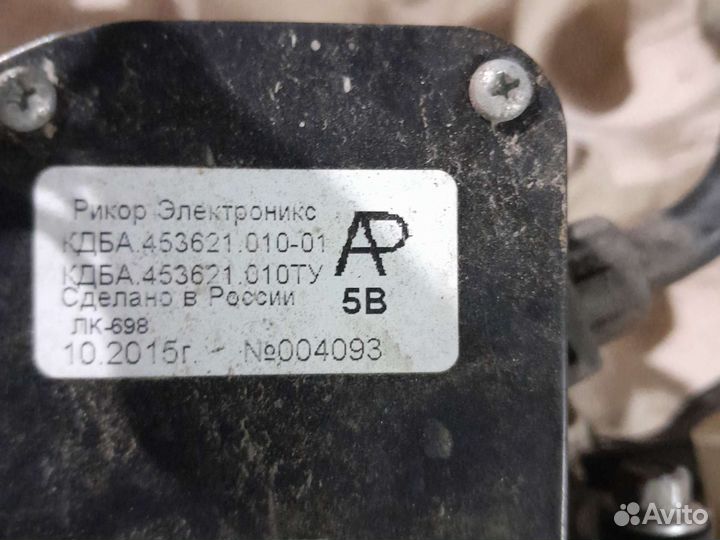 Рикор Электроникс
КДБА.453621.010-01
КДБА.453621.010ТУ
Сделано в России
ЛК-698
10.2015г. №004093
АР
5В
Avito